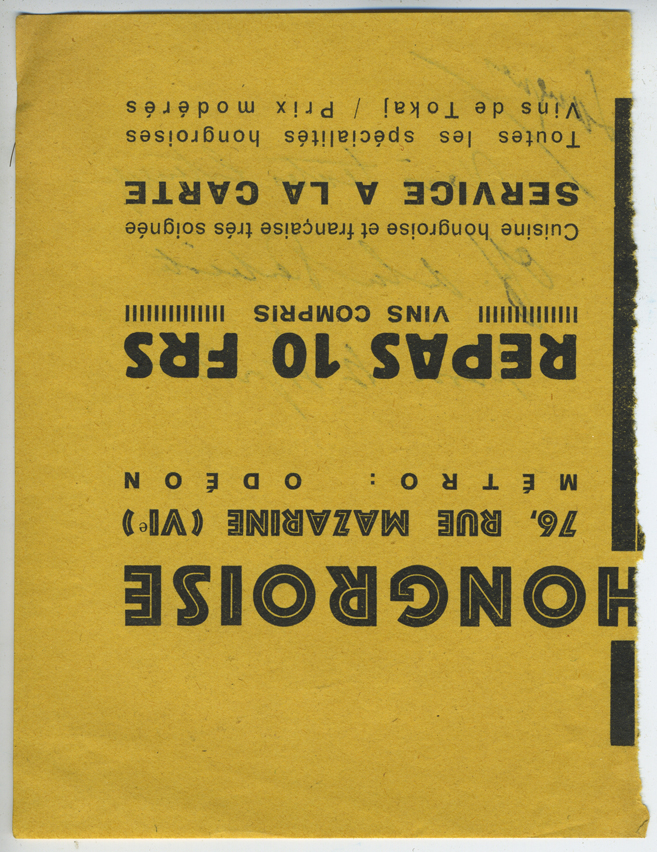 HONGROISE
76, RUE MAZARINE (VIe)
MÉTRO: ODÉON
REPAS 10 FRS
VINS COMPRIS
Cuisine hongroise et française trés soignée
SERVICE A LA CARTE
Toutes les spécialités hongroises
Vins de Tokaj / Prix modérés